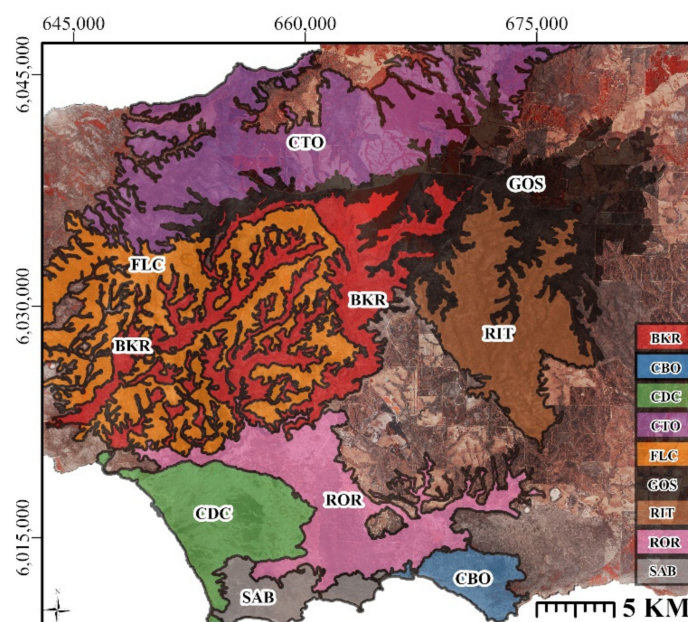 645,000 660,000 675,000
6,045,000
6,030,000
6,015,000
CTO
GOS
FLC
BKR
RIT
BKR
ROR
CDC
CBO
SAB
BKR
CBO
CDC
CTO
FLC
GOS
RIT
ROR
SAB
N
5 KM